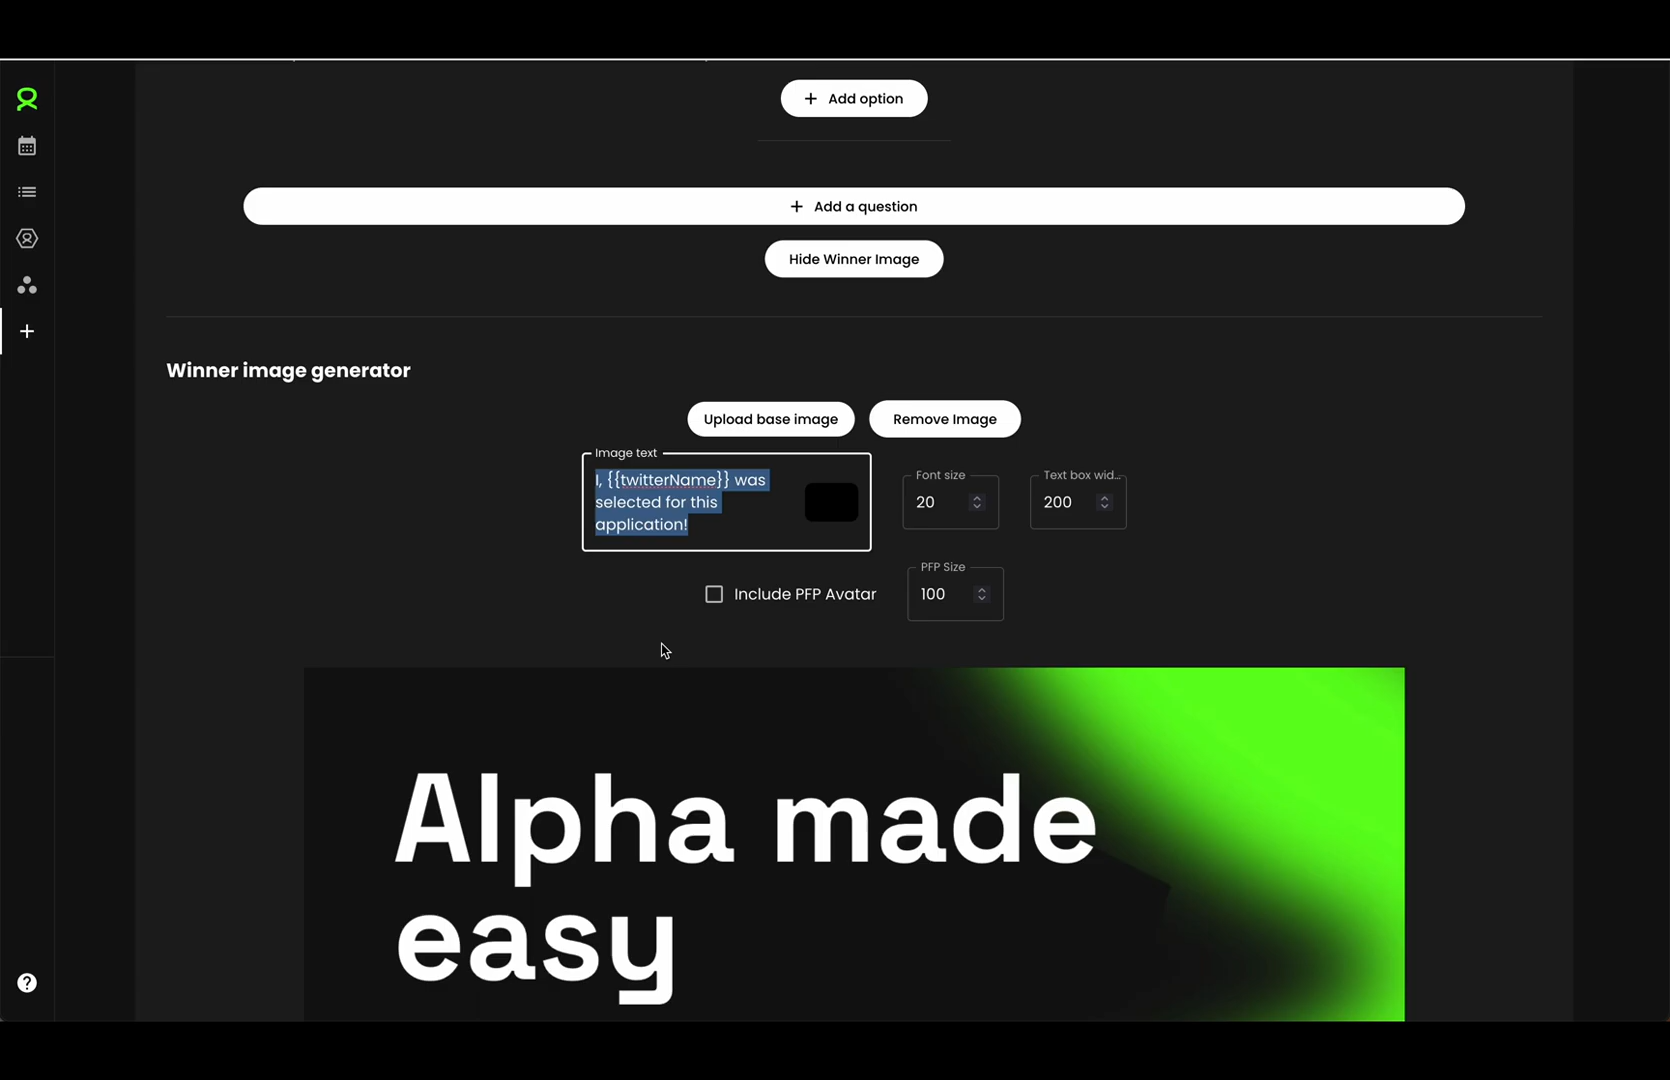 + Add option
+ Add a question
Hide Winner Image
Winner image generator
Upload base image
Remove Image
Image text
I, {{twitterName}} was
selected for this
application!
Font size
20
Text box wid...
200
Include PFP Avatar
PFP Size
100
Alpha made
easy
?